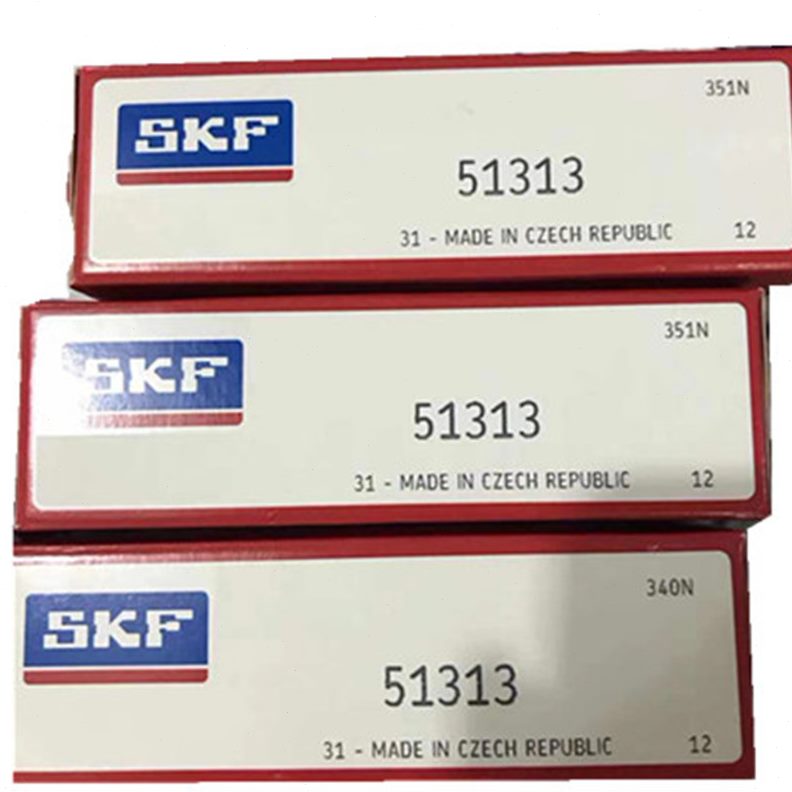 SKF
351N
51313
31 - MADE IN CZECH REPUBLIC 12
SKF
351N
51313
31 - MADE IN CZECH REPUBLIC 12
SKF
340N
51313
31 - MADE IN CZECH REPUBLIC 12